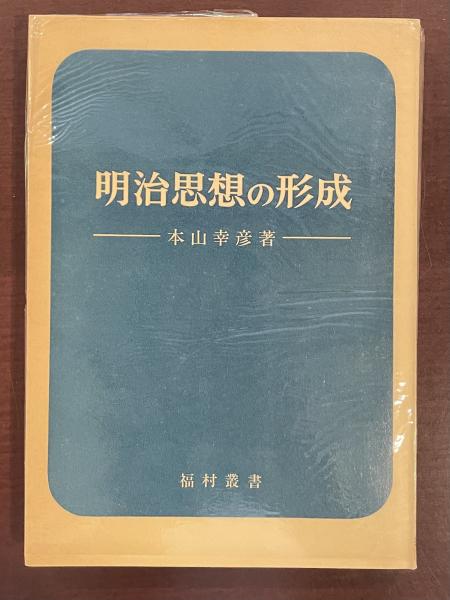 明治思想の形成
本山幸彦著
福村叢書